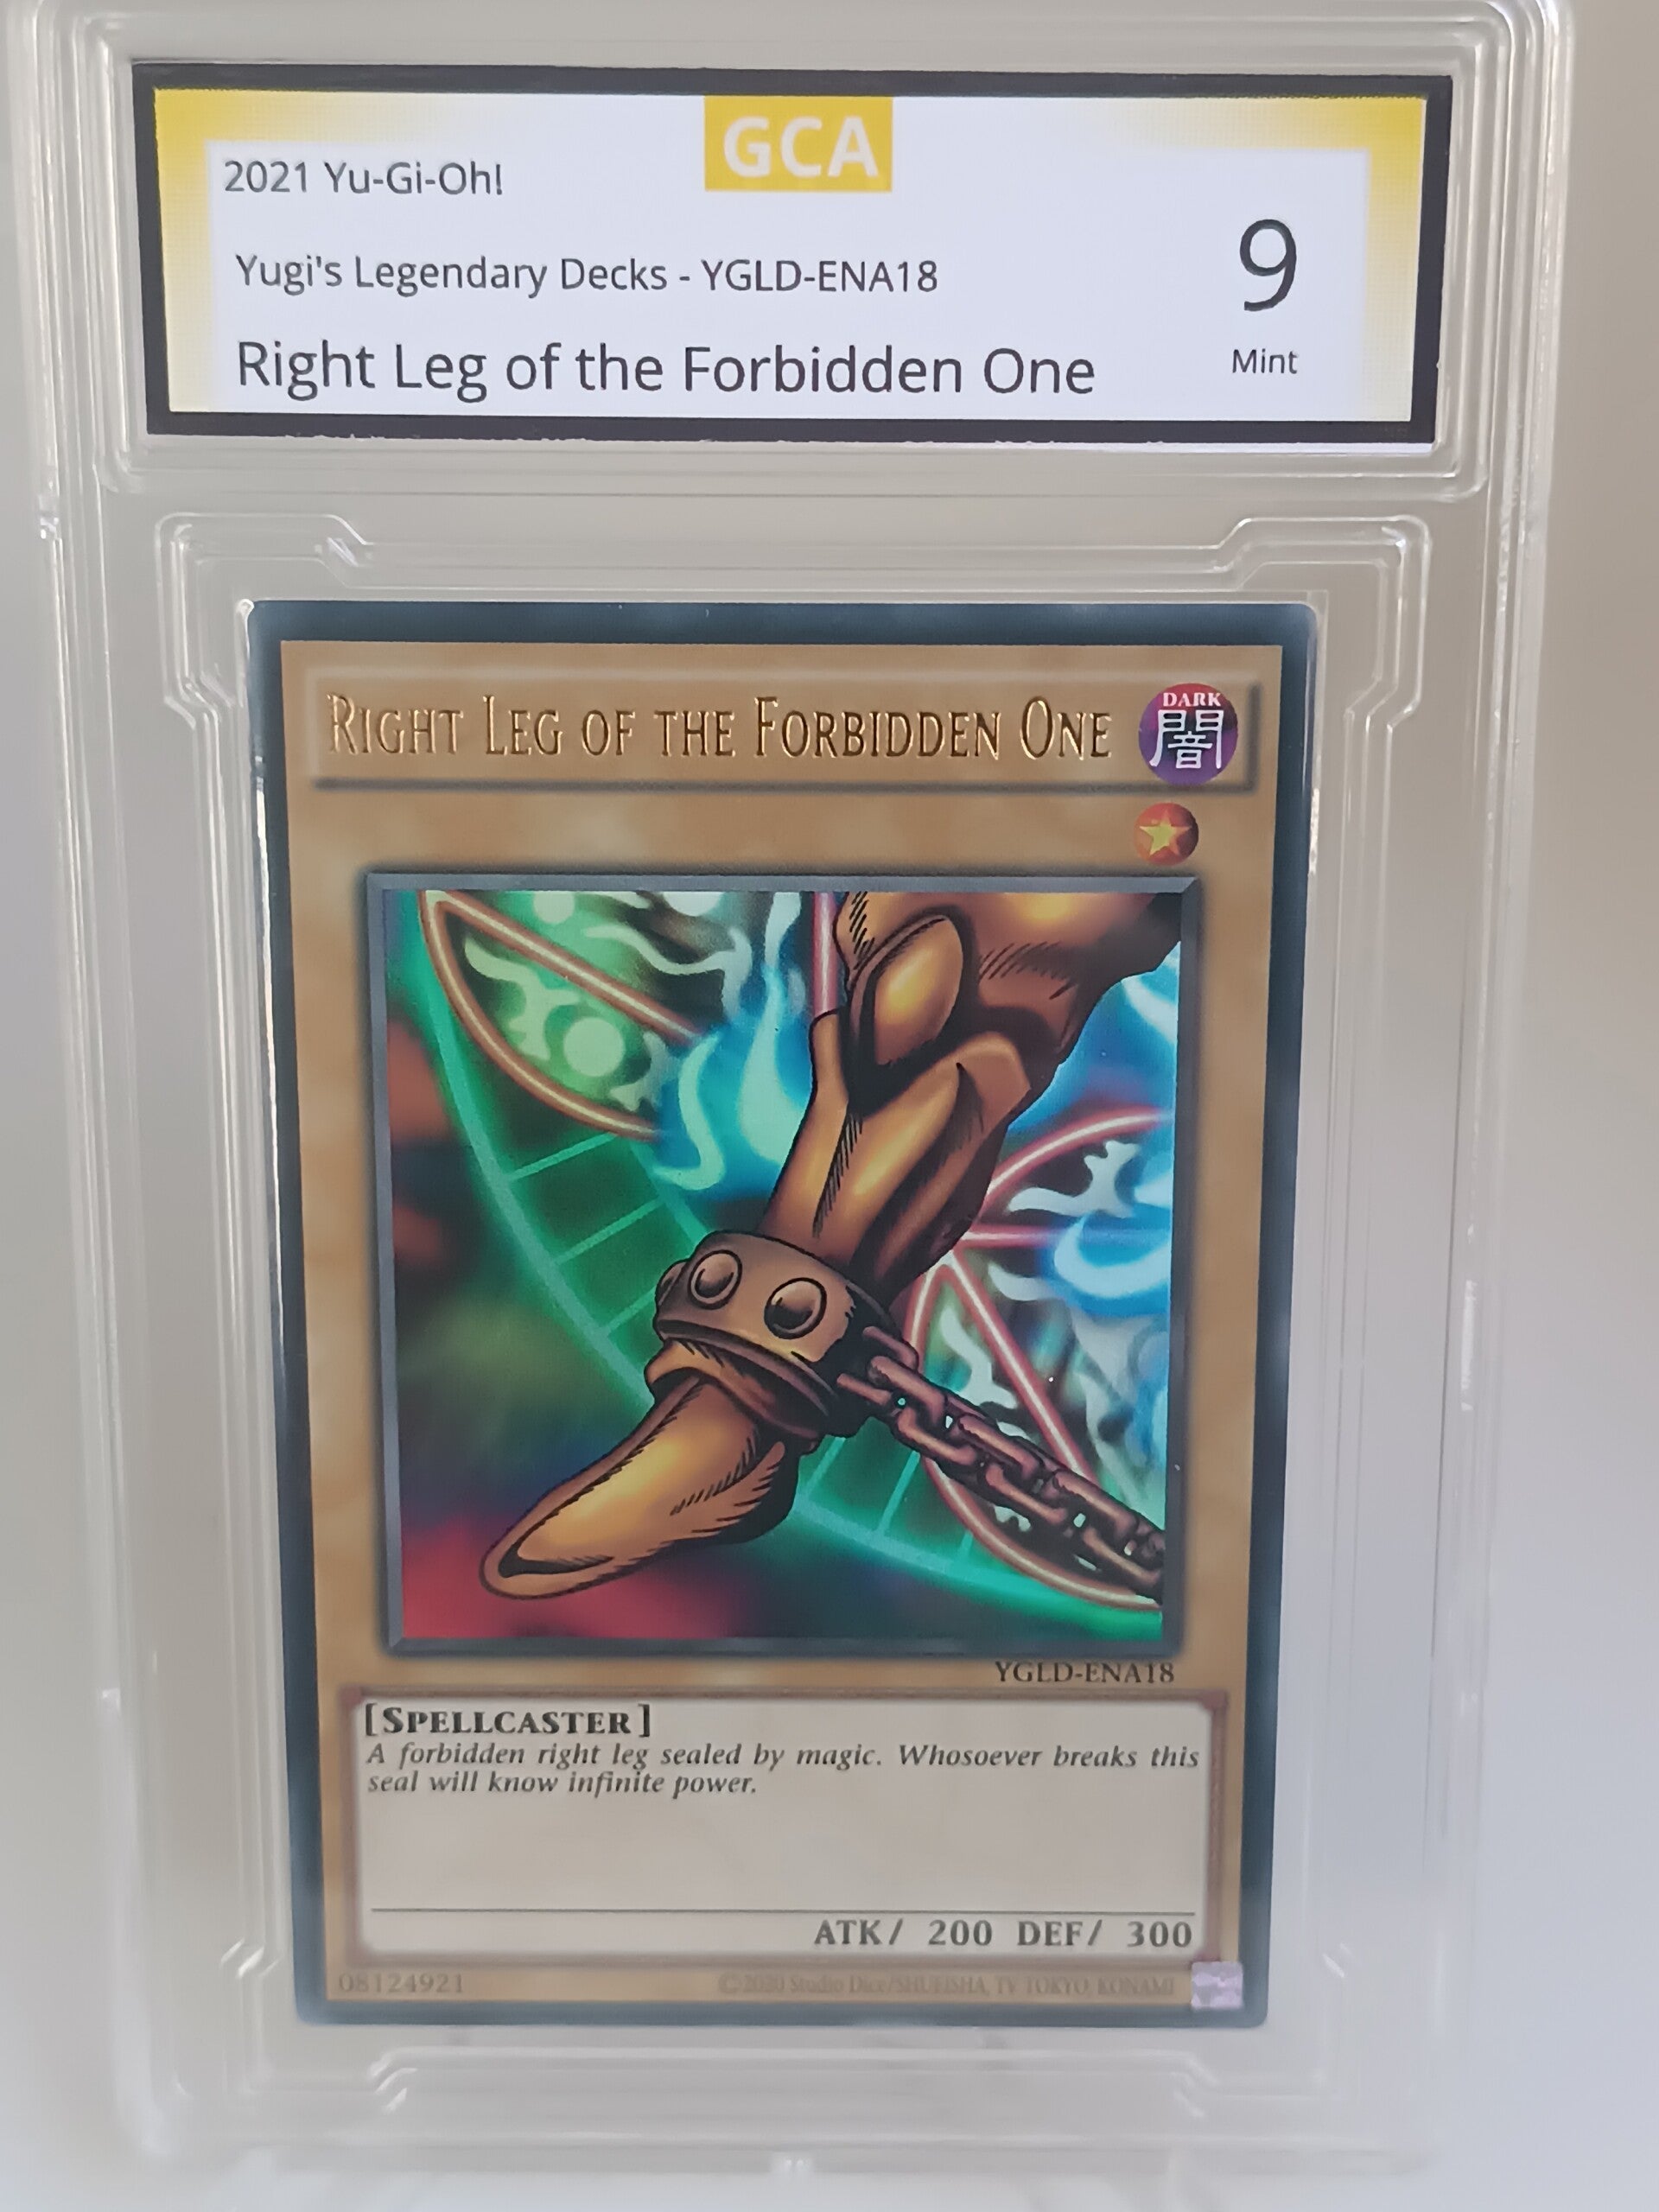 GCA
2021 Yu-Gi-Oh!
Yugi's Legendary Decks - YGLD-ENA18
Right Leg of the Forbidden One
9
Mint
RIGHT LEG OF THE FORBIDDEN ONE
DARK
闇
YGLD-ENA18
[SPELLCASTER]
A forbidden right leg sealed by magic. Whosoever breaks this
seal will know infinite power.
ATK/ 200 DEF/ 300
08124921
©2020 Studio Dice/SHUEISHA, TV TOKYO, KONAMI